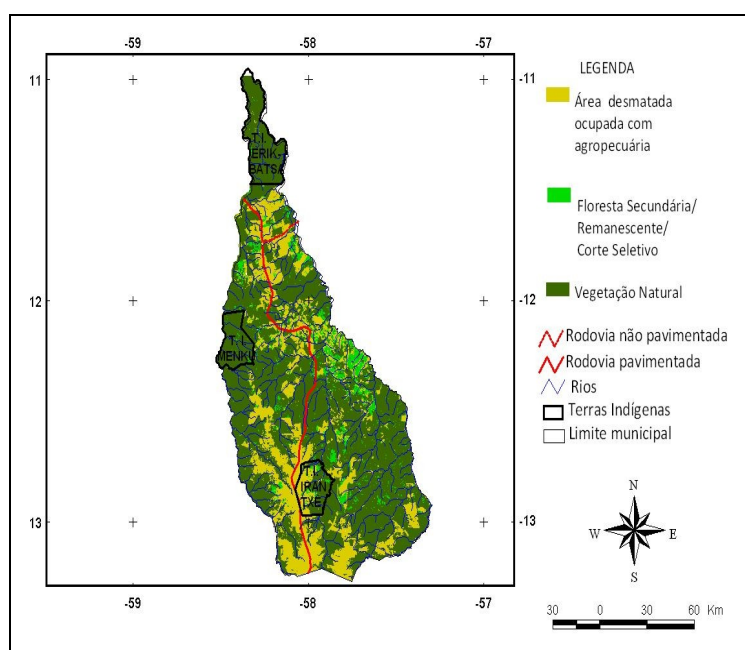 -59
-58
-57
-11
-11
-12
-12
-13
-13
-59
-58
-57
T.I.
ERIK-
BATSA
T. I.
MENKU
T.I.
IRAN
TXE
LEGENDA
Área desmatada
ocupada com
agropecuária
Floresta Secundária/
Remanescente/
Corte Seletivo
Vegetação Natural
Rodovia não pavimentada
Rodovia pavimentada
Rios
Terras Indígenas
Limite municipal
N
W E
S
30 0 30 60 Km